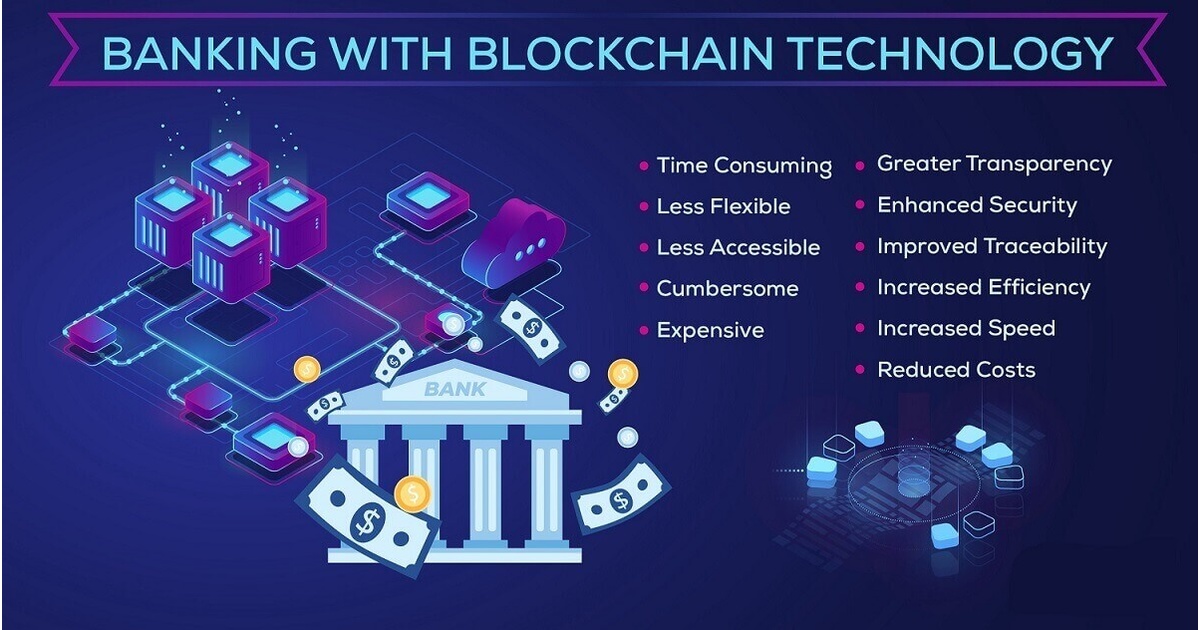 BANKING WITH BLOCKCHAIN TECHNOLOGY
Time Consuming
Less Flexible
Less Accessible
Cumbersome
Expensive
Greater Transparency
Enhanced Security
Improved Traceability
Increased Efficiency
Increased Speed
Reduced Costs
BANK
$
$
$
$
$
$
$
$
$
$
$
$